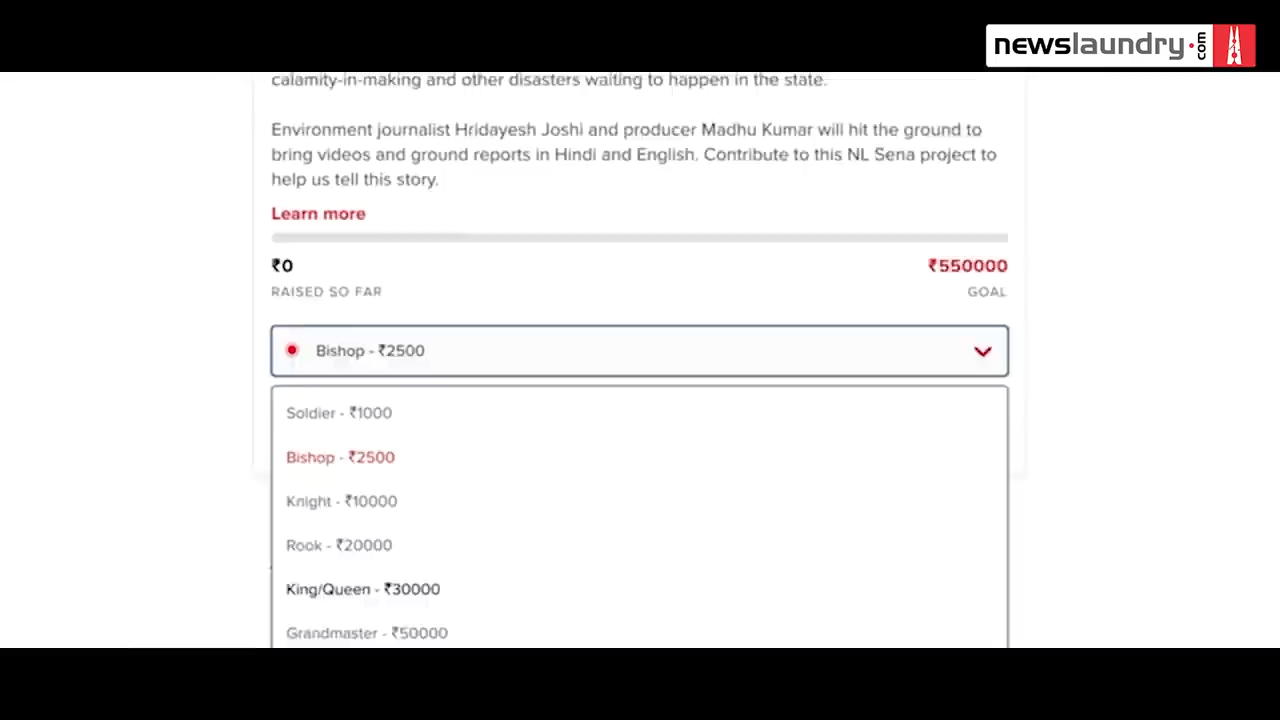 newslaundry.com
calamity-in-making and other disasters waiting to happen in the state.
Environment journalist Hridayesh Joshi and producer Madhu Kumar will hit the ground to
bring videos and ground reports in Hindi and English. Contribute to this NL Sena project to
help us tell this story.
Learn more
₹0
₹550000
RAISED SO FAR
GOAL
Bishop - ₹2500
Soldier - ₹1000
Bishop - ₹2500
Knight - ₹10000
Rook - ₹20000
King/Queen - ₹30000
Grandmaster - ₹50000